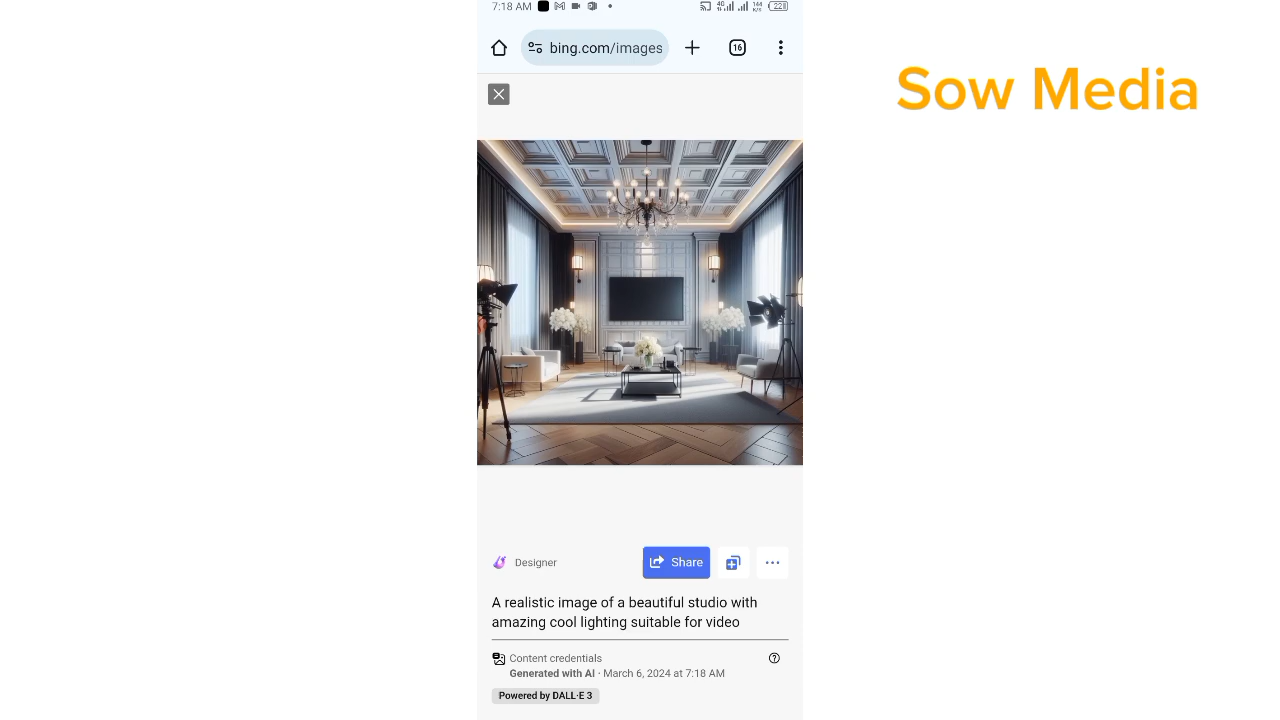 7:18 AM
bing.com/images
16
Sow Media
Designer
Share
A realistic image of a beautiful studio with
amazing cool lighting suitable for video
Content credentials
Generated with AI · March 6, 2024 at 7:18 AM
Powered by DALL·E 3